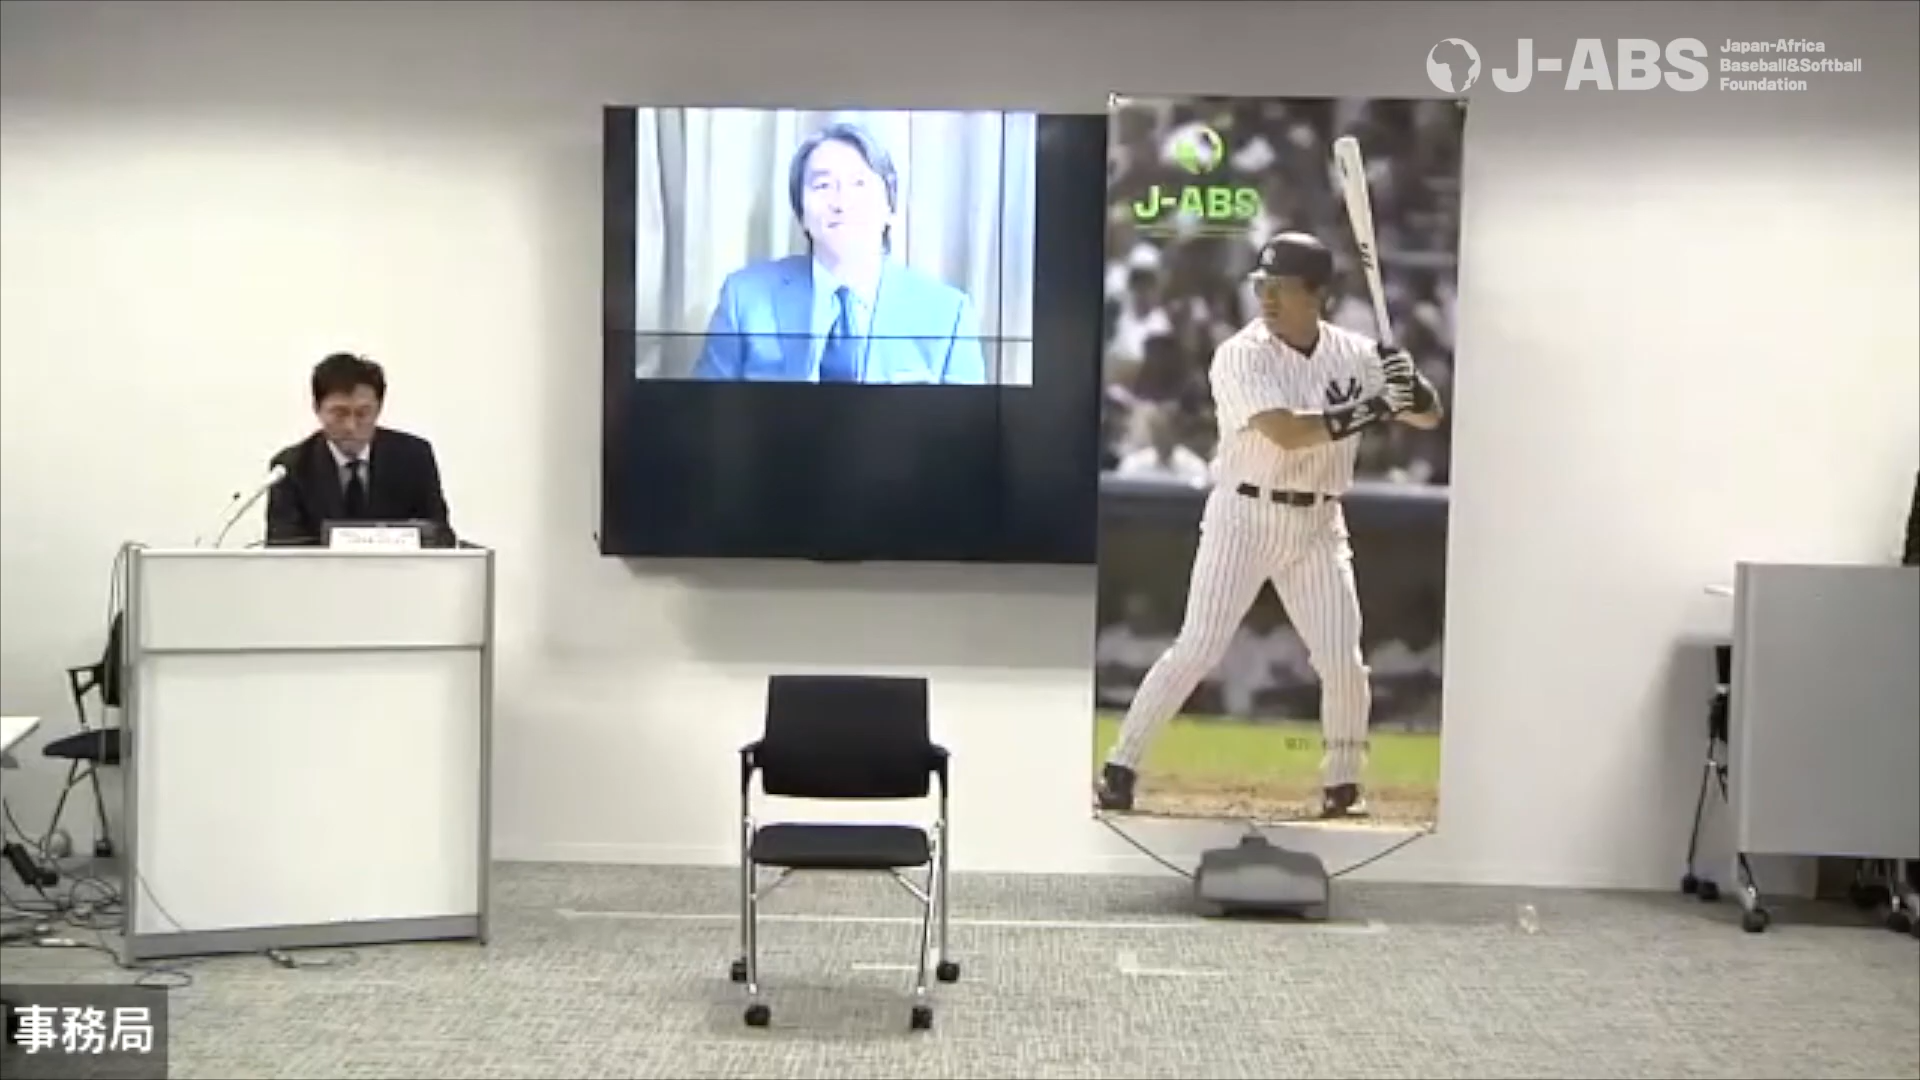 J-ABS
Japan-Africa
Baseball&Softball
Foundation
J-ABS
事務局